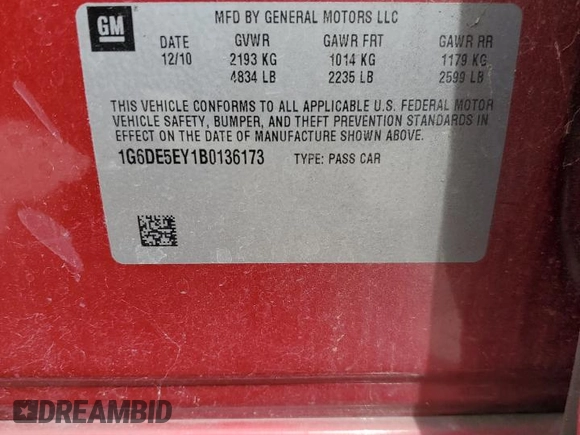 GM
MFD BY GENERAL MOTORS LLC
DATE GVWR GAWR FRT GAWR RR
12/10 2193 KG 1014 KG 1179 KG
4834 LB 2235 LB 2599 LB
THIS VEHICLE CONFORMS TO ALL APPLICABLE U.S. FEDERAL MOTOR
VEHICLE SAFETY, BUMPER, AND THEFT PREVENTION STANDARDS IN
EFFECT ON THE DATE OF MANUFACTURE SHOWN ABOVE.
1G6DE5EY1B0136173 TYPE: PASS CAR
DREAMBID